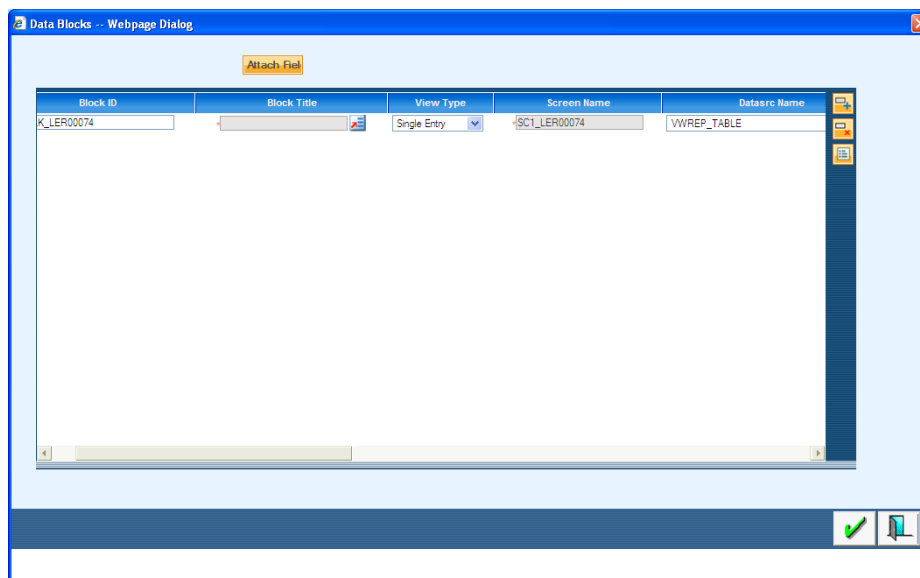 Data Blocks -- Webpage Dialog
Attach Fiel
Block ID Block Title View Type Screen Name Datasrc Name
K_LER00074 * Single Entry *SC1_LER00074 VWREP_TABLE